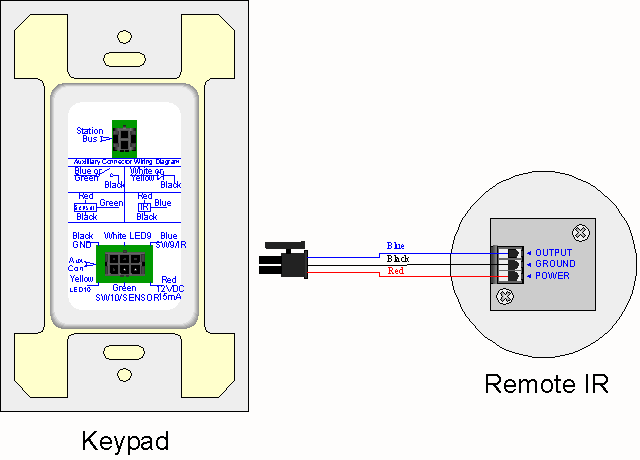 Station
Bus
Auxilliary Connector Wiring Diagram
Blue or
Green
Black
White or
Yellow
Black
Red
Green
Black
Red
IR
Blue
Black
Black
GND
White LED9
Blue
SW9/IR
Aux
Con
Yellow
LED10
Green
SW10/SENSOR
Red
12VDC
15mA
Blue
Black
Red
OUTPUT
GROUND
POWER
Remote IR
Keypad